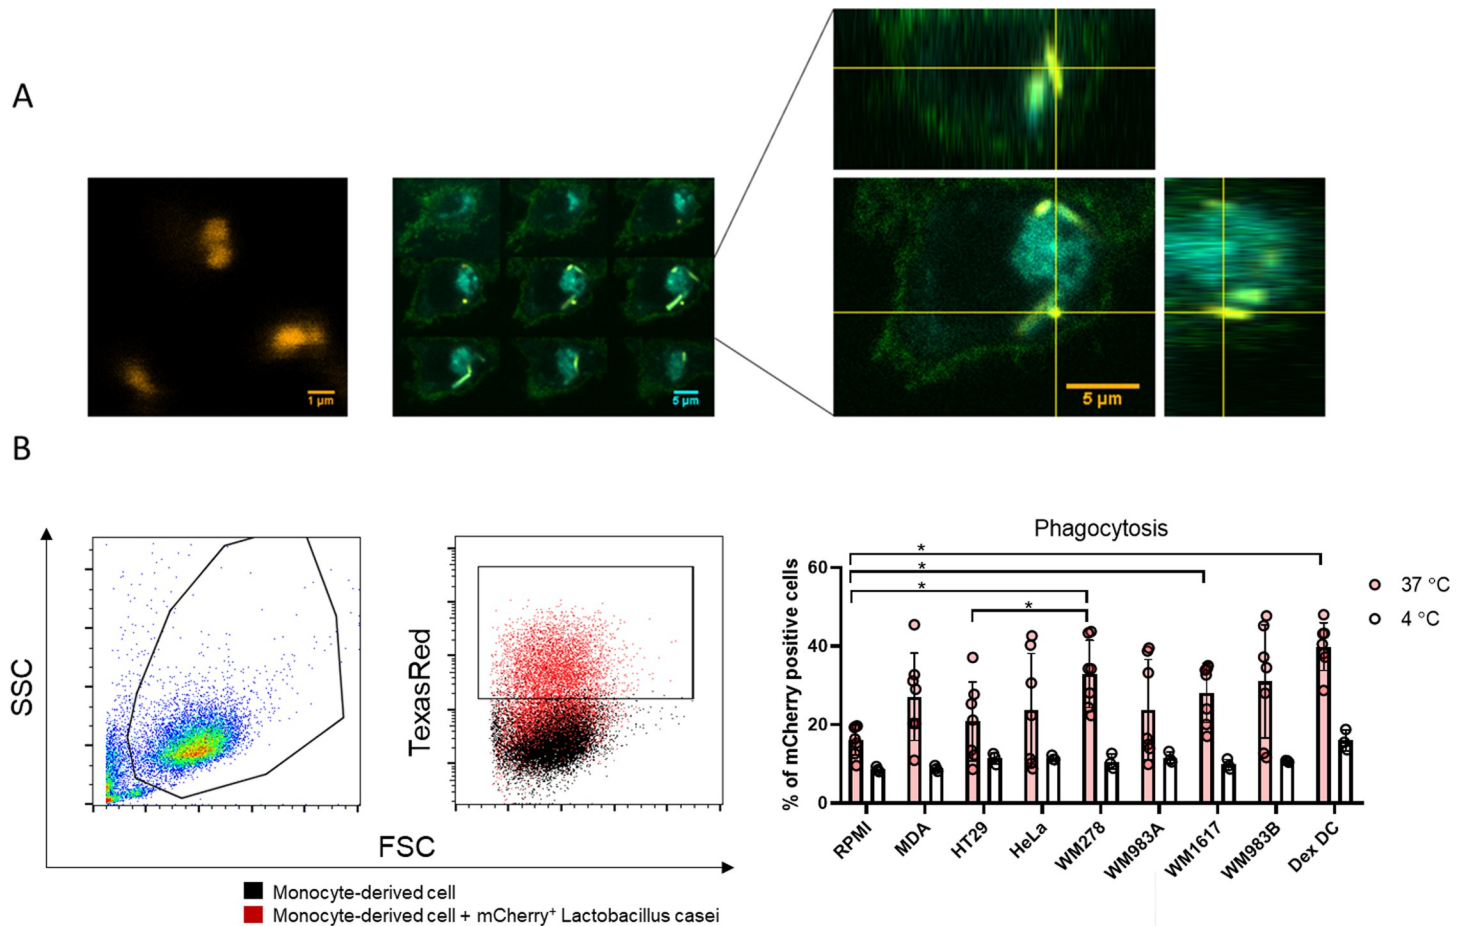 A
1 µm
5 µm
5 µm
B
SSC
TexasRed
FSC
Monocyte-derived cell
Monocyte-derived cell + mCherry⁺ Lactobacillus casei
Phagocytosis
% of mCherry positive cells
60
40
20
0
*
*
*
*
37 °C
4 °C
RPMI
MDA
HT29
HeLa
WM278
WM983A
WM1617
WM983B
Dex DC